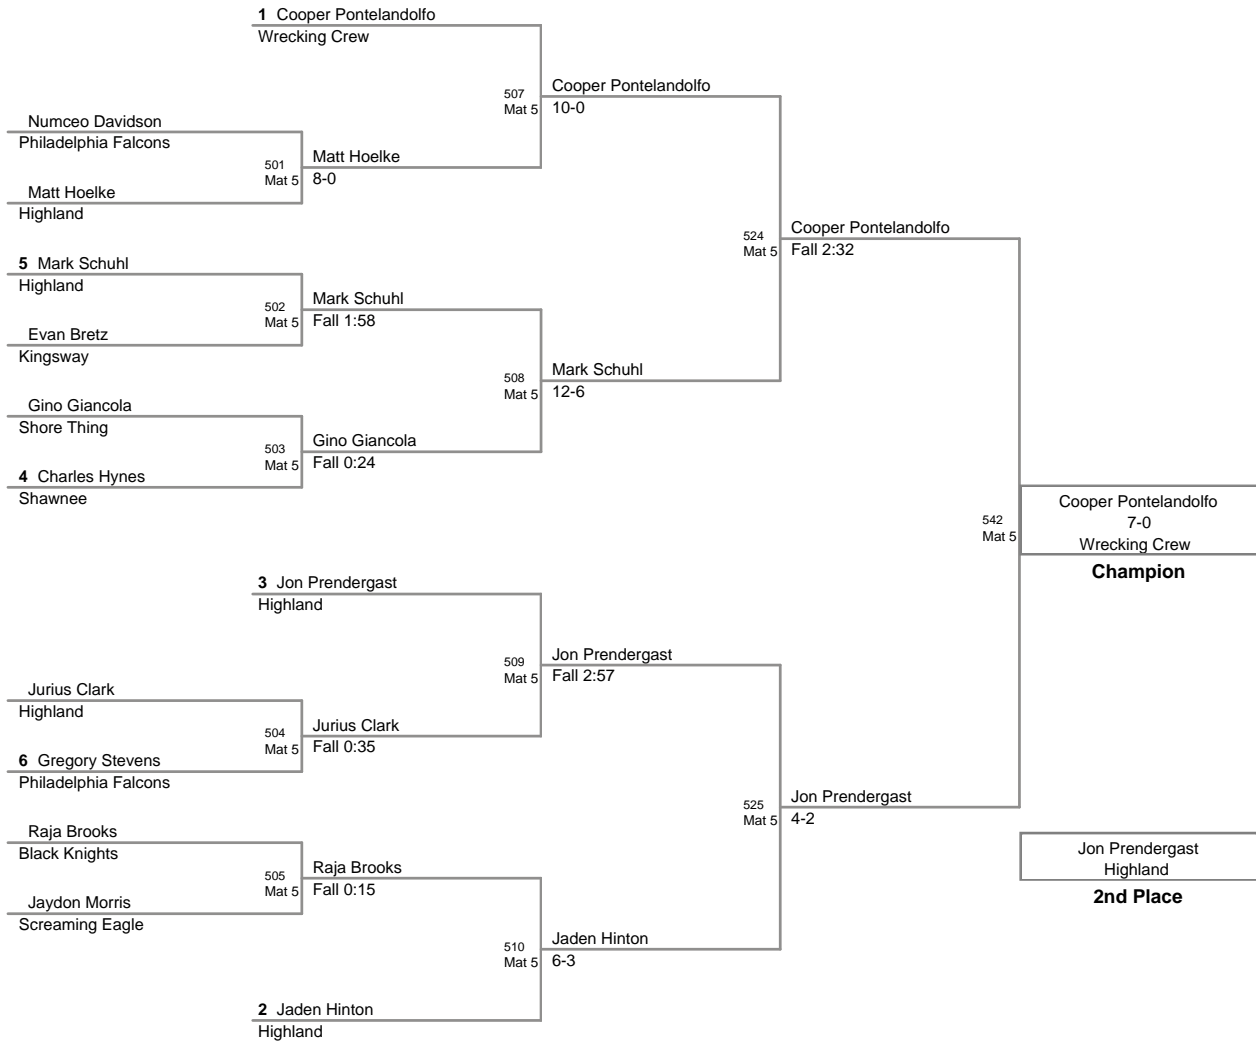 1 Cooper Pontelandolfo
Wrecking Crew
507
Mat 5
Cooper Pontelandolfo
10-0
Numceo Davidson
Philadelphia Falcons
501
Mat 5
Matt Hoelke
8-0
Matt Hoelke
Highland
524
Mat 5
Cooper Pontelandolfo
Fall 2:32
5 Mark Schuhl
Highland
502
Mat 5
Mark Schuhl
Fall 1:58
Evan Bretz
Kingsway
508
Mat 5
Mark Schuhl
12-6
Gino Giancola
Shore Thing
503
Mat 5
Gino Giancola
Fall 0:24
4 Charles Hynes
Shawnee
542
Mat 5
Cooper Pontelandolfo
7-0
Wrecking Crew
Champion
3 Jon Prendergast
Highland
509
Mat 5
Jon Prendergast
Fall 2:57
Jurius Clark
Highland
504
Mat 5
Jurius Clark
Fall 0:35
6 Gregory Stevens
Philadelphia Falcons
525
Mat 5
Jon Prendergast
4-2
Raja Brooks
Black Knights
505
Mat 5
Raja Brooks
Fall 0:15
Jaydon Morris
Screaming Eagle
Jon Prendergast
Highland
2nd Place
510
Mat 5
Jaden Hinton
6-3
2 Jaden Hinton
Highland